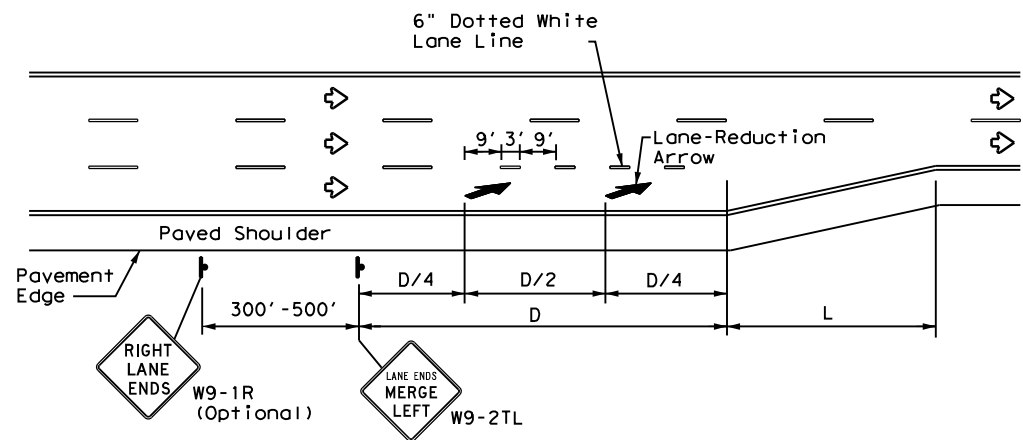 6" Dotted White
Lane Line
9' 3' 9'
Lane-Reduction
Arrow
Paved Shoulder
Pavement
Edge
D/4 D/2 D/4
300'-500' D L
RIGHT
LANE
ENDS
W9-1R
(Optional)
LANE ENDS
MERGE
LEFT
W9-2TL